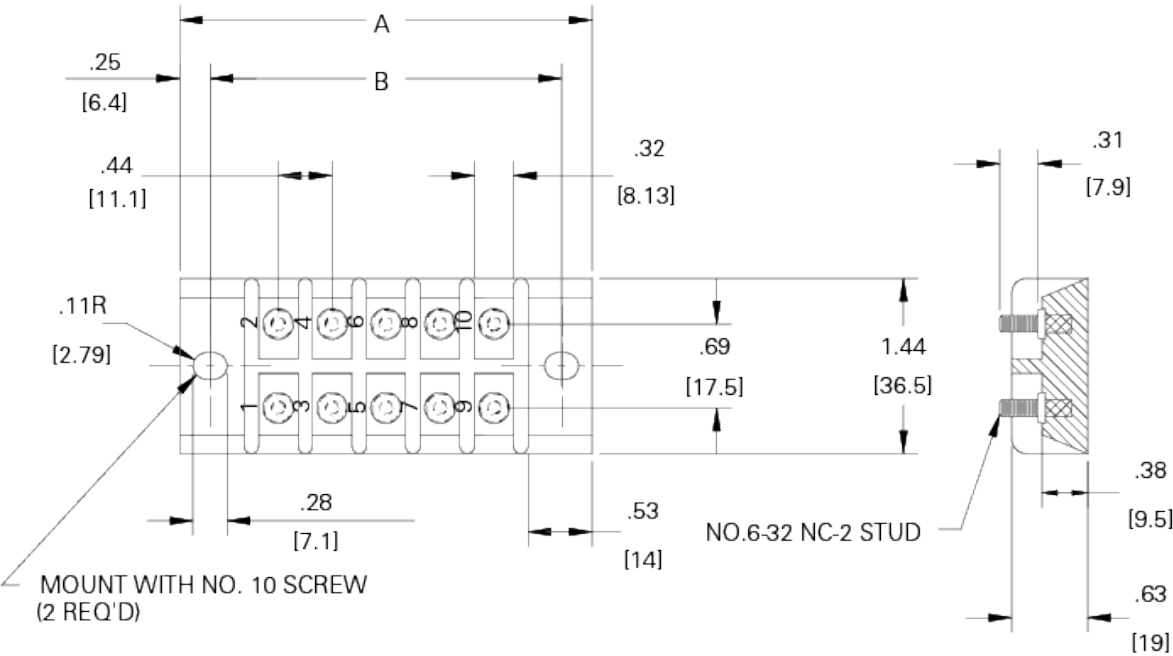 A
.25
[6.4]
B
.44
[11.1]
.32
[8.13]
.31
[7.9]
.11R
[2.79]
2 4 6 8 10
1 3 5 7 9
.69
[17.5]
1.44
[36.5]
.28
[7.1]
.53
[14]
NO.6-32 NC-2 STUD
.38
[9.5]
MOUNT WITH NO. 10 SCREW
(2 REQ'D)
.63
[19]